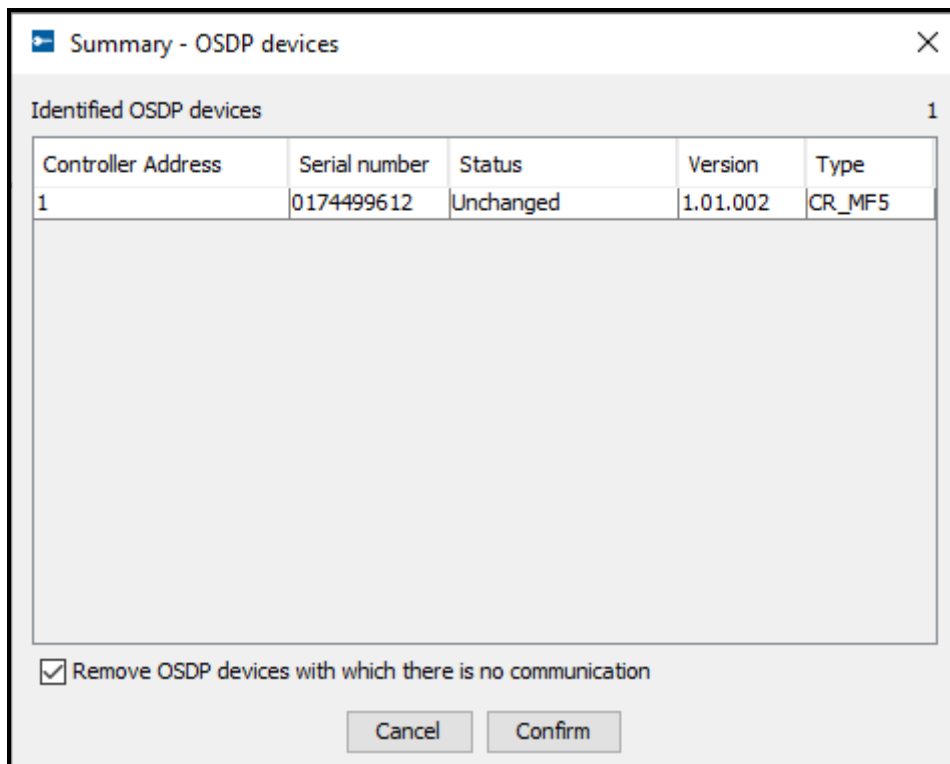 Summary - OSDP devices
Identified OSDP devices 1
Controller Address Serial number Status Version Type
1 0174499612 Unchanged 1.01.002 CR_MF5
Remove OSDP devices with which there is no communication
Cancel Confirm